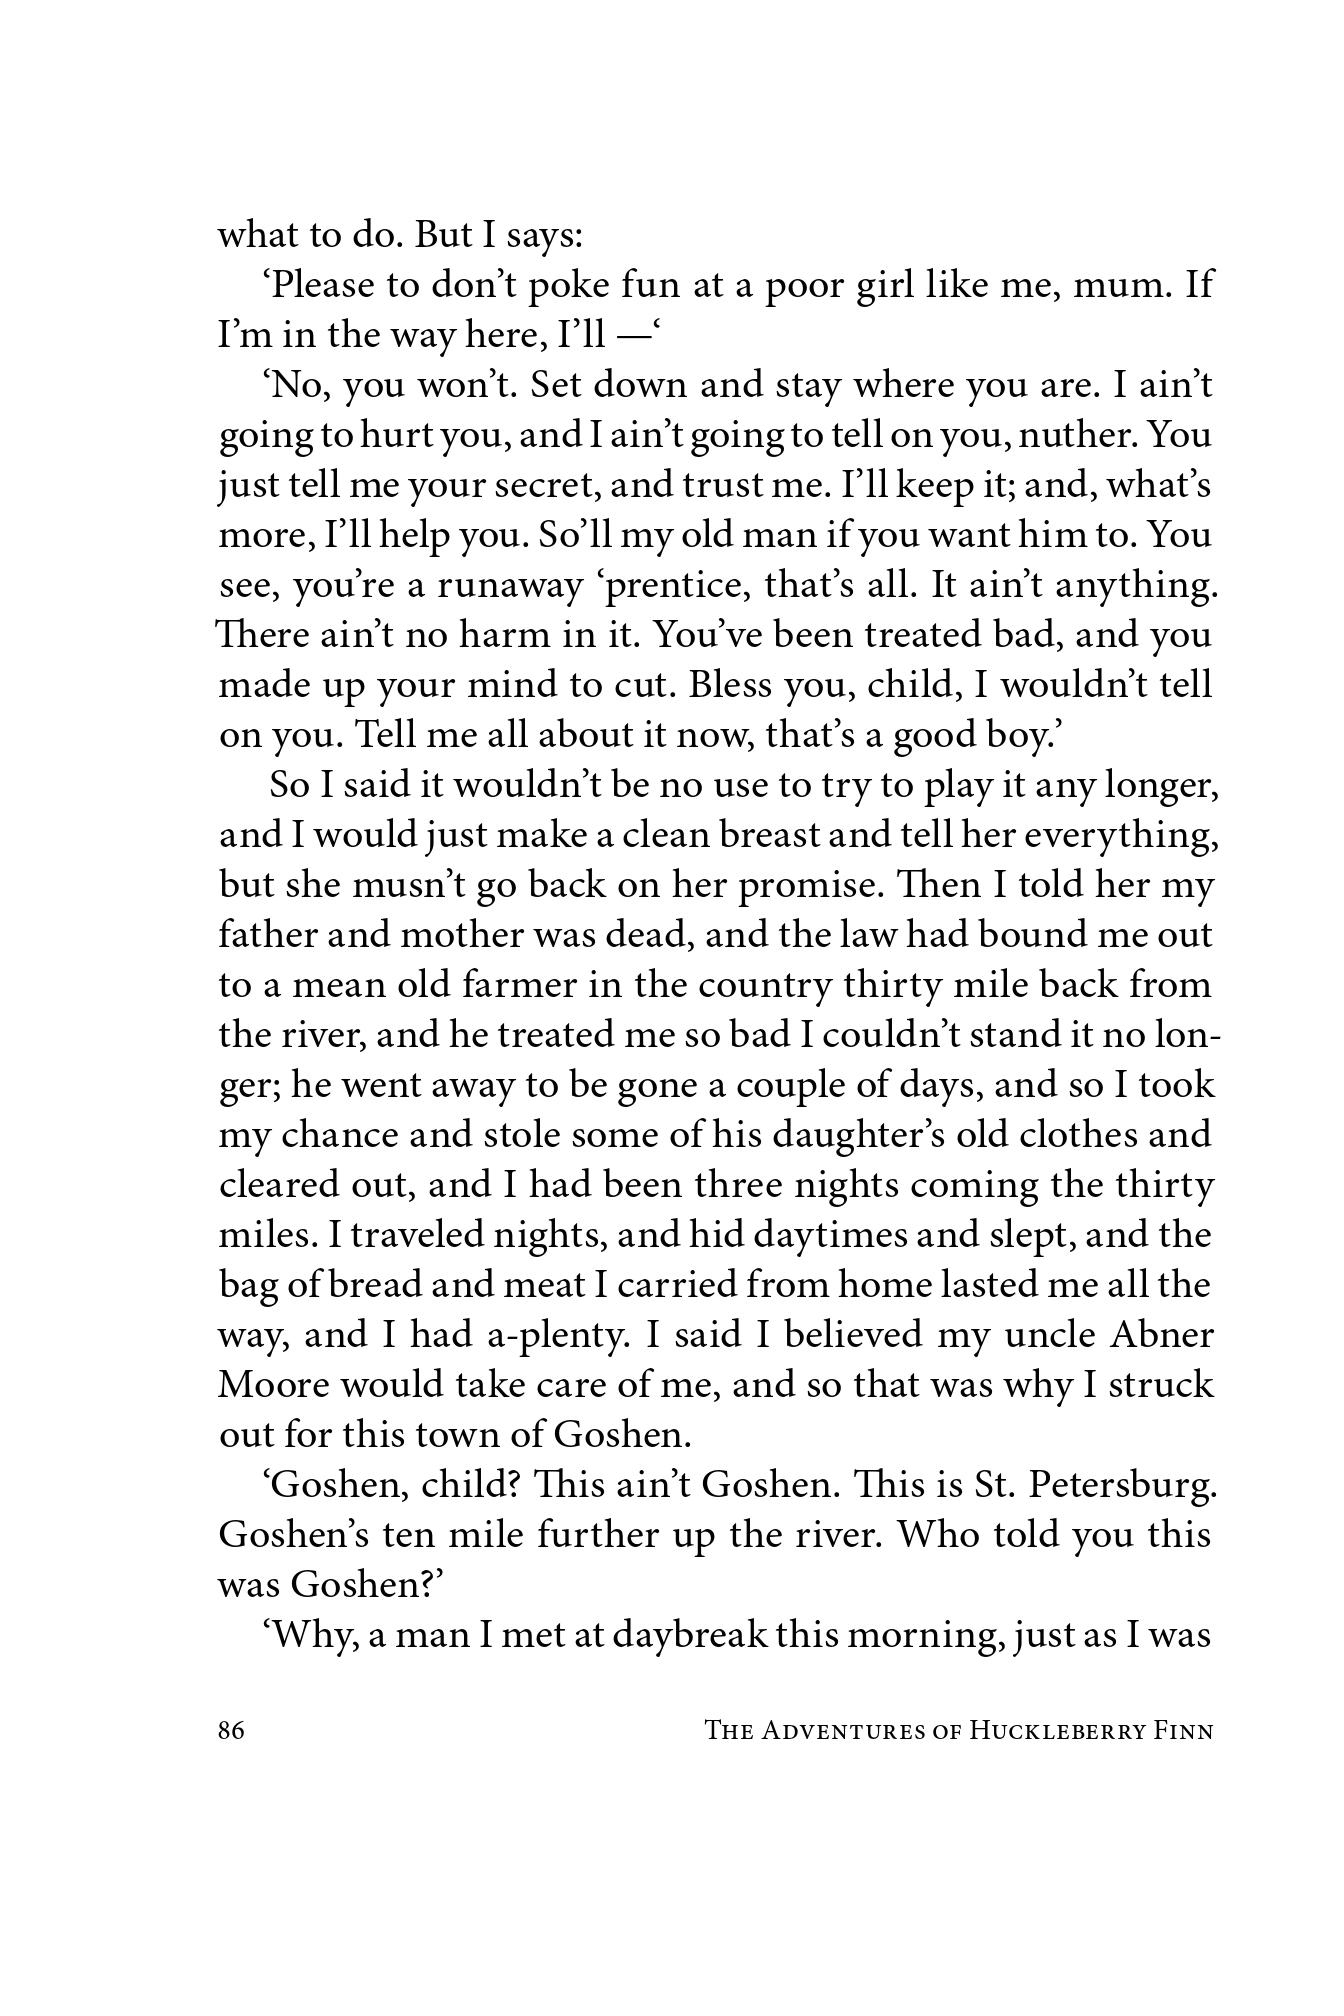 what to do. But I says:
‘Please to don’t poke fun at a poor girl like me, mum. If
I’m in the way here, I’ll —‘
‘No, you won’t. Set down and stay where you are. I ain’t
going to hurt you, and I ain’t going to tell on you, nuther. You
just tell me your secret, and trust me. I’ll keep it; and, what’s
more, I’ll help you. So’ll my old man if you want him to. You
see, you’re a runaway ‘prentice, that’s all. It ain’t anything.
There ain’t no harm in it. You’ve been treated bad, and you
made up your mind to cut. Bless you, child, I wouldn’t tell
on you. Tell me all about it now, that’s a good boy.’
So I said it wouldn’t be no use to try to play it any longer,
and I would just make a clean breast and tell her everything,
but she musn’t go back on her promise. Then I told her my
father and mother was dead, and the law had bound me out
to a mean old farmer in the country thirty mile back from
the river, and he treated me so bad I couldn’t stand it no lon-
ger; he went away to be gone a couple of days, and so I took
my chance and stole some of his daughter’s old clothes and
cleared out, and I had been three nights coming the thirty
miles. I traveled nights, and hid daytimes and slept, and the
bag of bread and meat I carried from home lasted me all the
way, and I had a-plenty. I said I believed my uncle Abner
Moore would take care of me, and so that was why I struck
out for this town of Goshen.
‘Goshen, child? This ain’t Goshen. This is St. Petersburg.
Goshen’s ten mile further up the river. Who told you this
was Goshen?’
‘Why, a man I met at daybreak this morning, just as I was
86 The Adventures of Huckleberry Finn